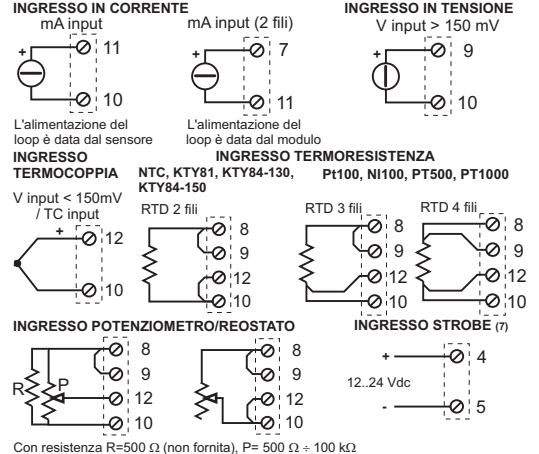 INGRESSO IN CORRENTE
mA input
+
11
10
L'alimentazione del
loop è data dal sensore
mA input (2 fili)
+
7
11
L'alimentazione del
loop è data dal modulo
INGRESSO IN TENSIONE
V input > 150 mV
+
9
10
INGRESSO
TERMOCOPPIA
V input < 150mV
/ TC input
+
12
10
INGRESSO TERMORESISTENZA
NTC, KTY81, KTY84-130,
KTY84-150
RTD 2 fili
8
9
12
10
Pt100, NI100, PT500, PT1000
RTD 3 fili
8
9
12
10
RTD 4 fili
8
9
12
10
INGRESSO POTENZIOMETRO/REOSTATO
R
P
8
9
12
10
8
9
12
10
INGRESSO STROBE (7)
+
4
12..24 Vdc
-
5
Con resistenza R=500 Ω (non fornita), P= 500 Ω ÷ 100 kΩ